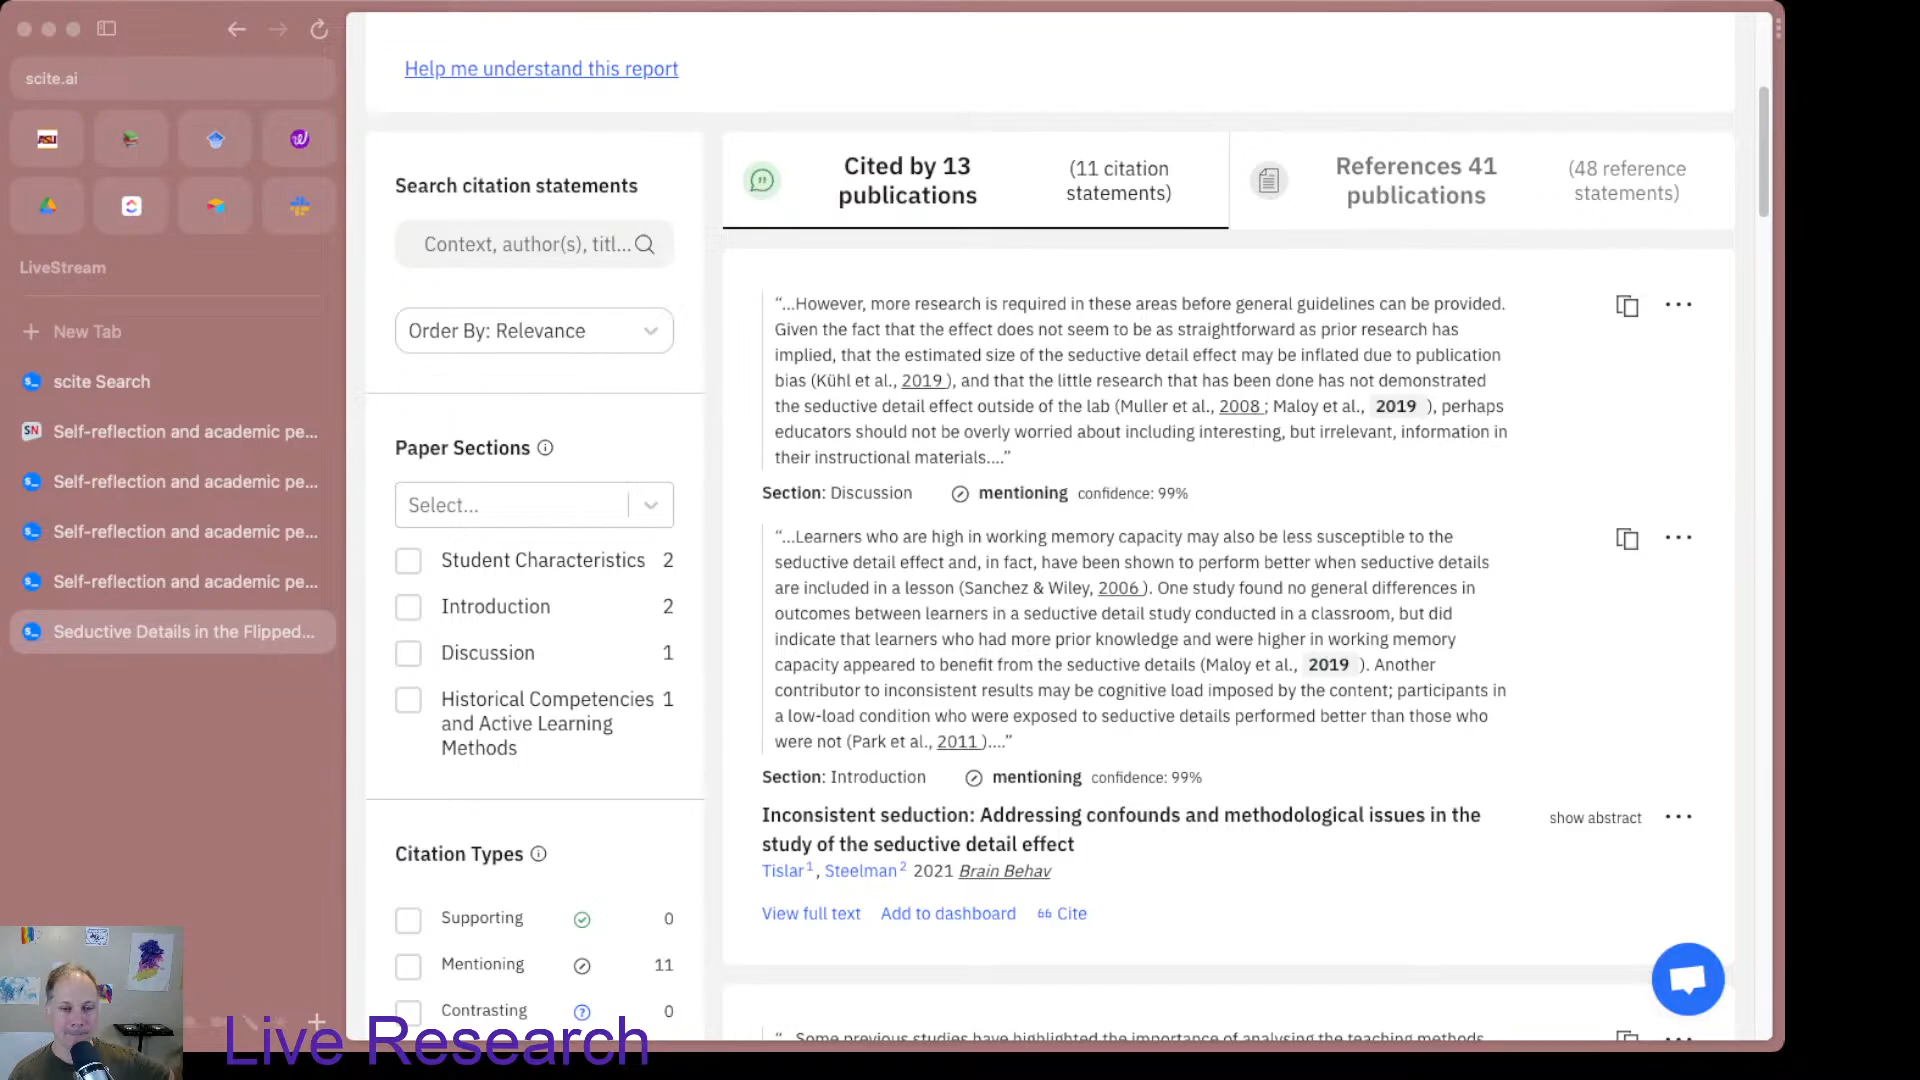 scite.ai
ASU
LiveStream
New Tab
scite Search
SN Self-reflection and academic pe...
Self-reflection and academic pe...
Self-reflection and academic pe...
Self-reflection and academic pe...
Seductive Details in the Flipped...
Help me understand this report
Search citation statements
Context, author(s), titl...
Order By: Relevance
Paper Sections
Select...
Student Characteristics 2
Introduction 2
Discussion 1
Historical Competencies 1
and Active Learning
Methods
Citation Types
Supporting 0
Mentioning 11
Contrasting 0
Cited by 13
publications
(11 citation
statements)
References 41
publications
(48 reference
statements)
“...However, more research is required in these areas before general guidelines can be provided.
Given the fact that the effect does not seem to be as straightforward as prior research has
implied, that the estimated size of the seductive detail effect may be inflated due to publication
bias (Kühl et al., 2019 ), and that the little research that has been done has not demonstrated
the seductive detail effect outside of the lab (Muller et al., 2008 ; Maloy et al., 2019 ), perhaps
educators should not be overly worried about including interesting, but irrelevant, information in
their instructional materials....”
Section: Discussion mentioning confidence: 99%
“...Learners who are high in working memory capacity may also be less susceptible to the
seductive detail effect and, in fact, have been shown to perform better when seductive details
are included in a lesson (Sanchez & Wiley, 2006 ). One study found no general differences in
outcomes between learners in a seductive detail study conducted in a classroom, but did
indicate that learners who had more prior knowledge and were higher in working memory
capacity appeared to benefit from the seductive details (Maloy et al., 2019 ). Another
contributor to inconsistent results may be cognitive load imposed by the content; participants in
a low-load condition who were exposed to seductive details performed better than those who
were not (Park et al., 2011 )....”
Section: Introduction mentioning confidence: 99%
Inconsistent seduction: Addressing confounds and methodological issues in the
study of the seductive detail effect
show abstract
Tislar1, Steelman2 2021 Brain Behav
View full text Add to dashboard Cite
“...Some previous studies have highlighted the importance of analysing the teaching methods
Live Research